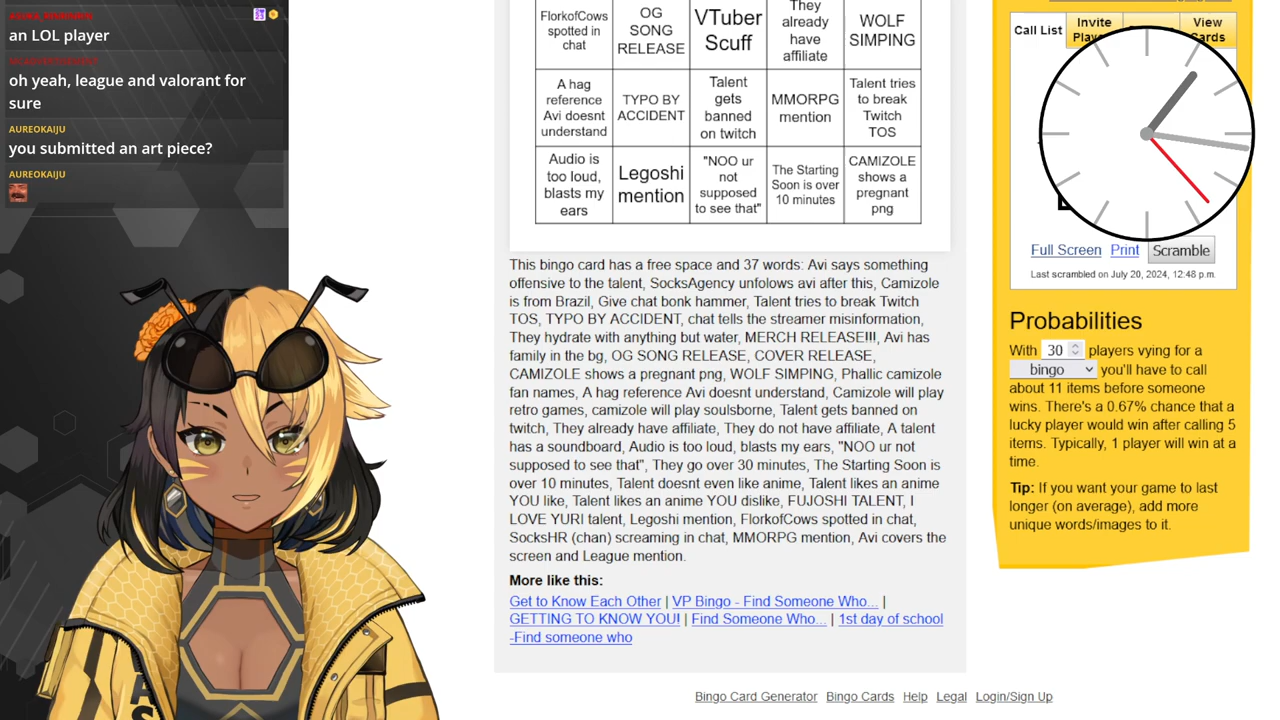 an LOL player
oh yeah, league and valorant for
sure
AUREOKAIJU
you submitted an art piece?
AUREOKAIJU
FlorkofCows
spotted in
chat
OG
SONG
RELEASE
VTuber
Scuff
They
already
have
affiliate
WOLF
SIMPING
A hag
reference
Avi doesnt
understand
TYPO BY
ACCIDENT
Talent
gets
banned
on twitch
MMORPG
mention
Talent tries
to break
Twitch
TOS
Audio is
too loud,
blasts my
ears
Legoshi
mention
"NOO ur
not
supposed
to see that"
The Starting
Soon is over
10 minutes
CAMIZOLE
shows a
pregnant
png
This bingo card has a free space and 37 words: Avi says something
offensive to the talent, SocksAgency unfolows avi after this, Camizole
is from Brazil, Give chat bonk hammer, Talent tries to break Twitch
TOS, TYPO BY ACCIDENT, chat tells the streamer misinformation,
They hydrate with anything but water, MERCH RELEASE!!!, Avi has
family in the bg, OG SONG RELEASE, COVER RELEASE,
CAMIZOLE shows a pregnant png, WOLF SIMPING, Phallic camizole
fan names, A hag reference Avi doesnt understand, Camizole will play
retro games, camizole will play soulsborne, Talent gets banned on
twitch, They already have affiliate, They do not have affiliate, A talent
has a soundboard, Audio is too loud, blasts my ears, "NOO ur not
supposed to see that", They go over 30 minutes, The Starting Soon is
over 10 minutes, Talent doesnt even like anime, Talent likes an anime
YOU like, Talent likes an anime YOU dislike, FUJOSHI TALENT, I
LOVE YURI talent, Legoshi mention, FlorkofCows spotted in chat,
SocksHR (chan) screaming in chat, MMORPG mention, Avi covers the
screen and League mention.
More like this:
Get to Know Each Other | VP Bingo - Find Someone Who... |
GETTING TO KNOW YOU! | Find Someone Who... | 1st day of school
-Find someone who
Bingo Card Generator Bingo Cards Help Legal Login/Sign Up
Call List
Invite
View
Cards
Full Screen Print Scramble
Last scrambled on July 20, 2024, 12:48 p.m.
Probabilities
With 30 players vying for a
bingo you'll have to call
about 11 items before someone
wins. There's a 0.67% chance that a
lucky player would win after calling 5
items. Typically, 1 player will win at a
time.
Tip: If you want your game to last
longer (on average), add more
unique words/images to it.